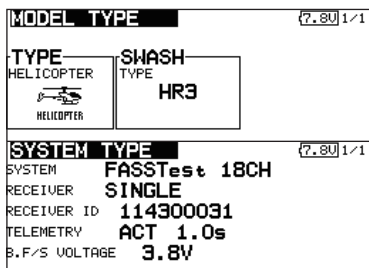 MODEL TYPE 7.8V 1/1
TYPE SWASH
HELICOPTER TYPE
HR3
HELICOPTER
SYSTEM TYPE 7.8V 1/1
SYSTEM FASSTest 18CH
RECEIVER SINGLE
RECEIVER ID 114300031
TELEMETRY ACT 1.0s
B.F/S VOLTAGE 3.8V